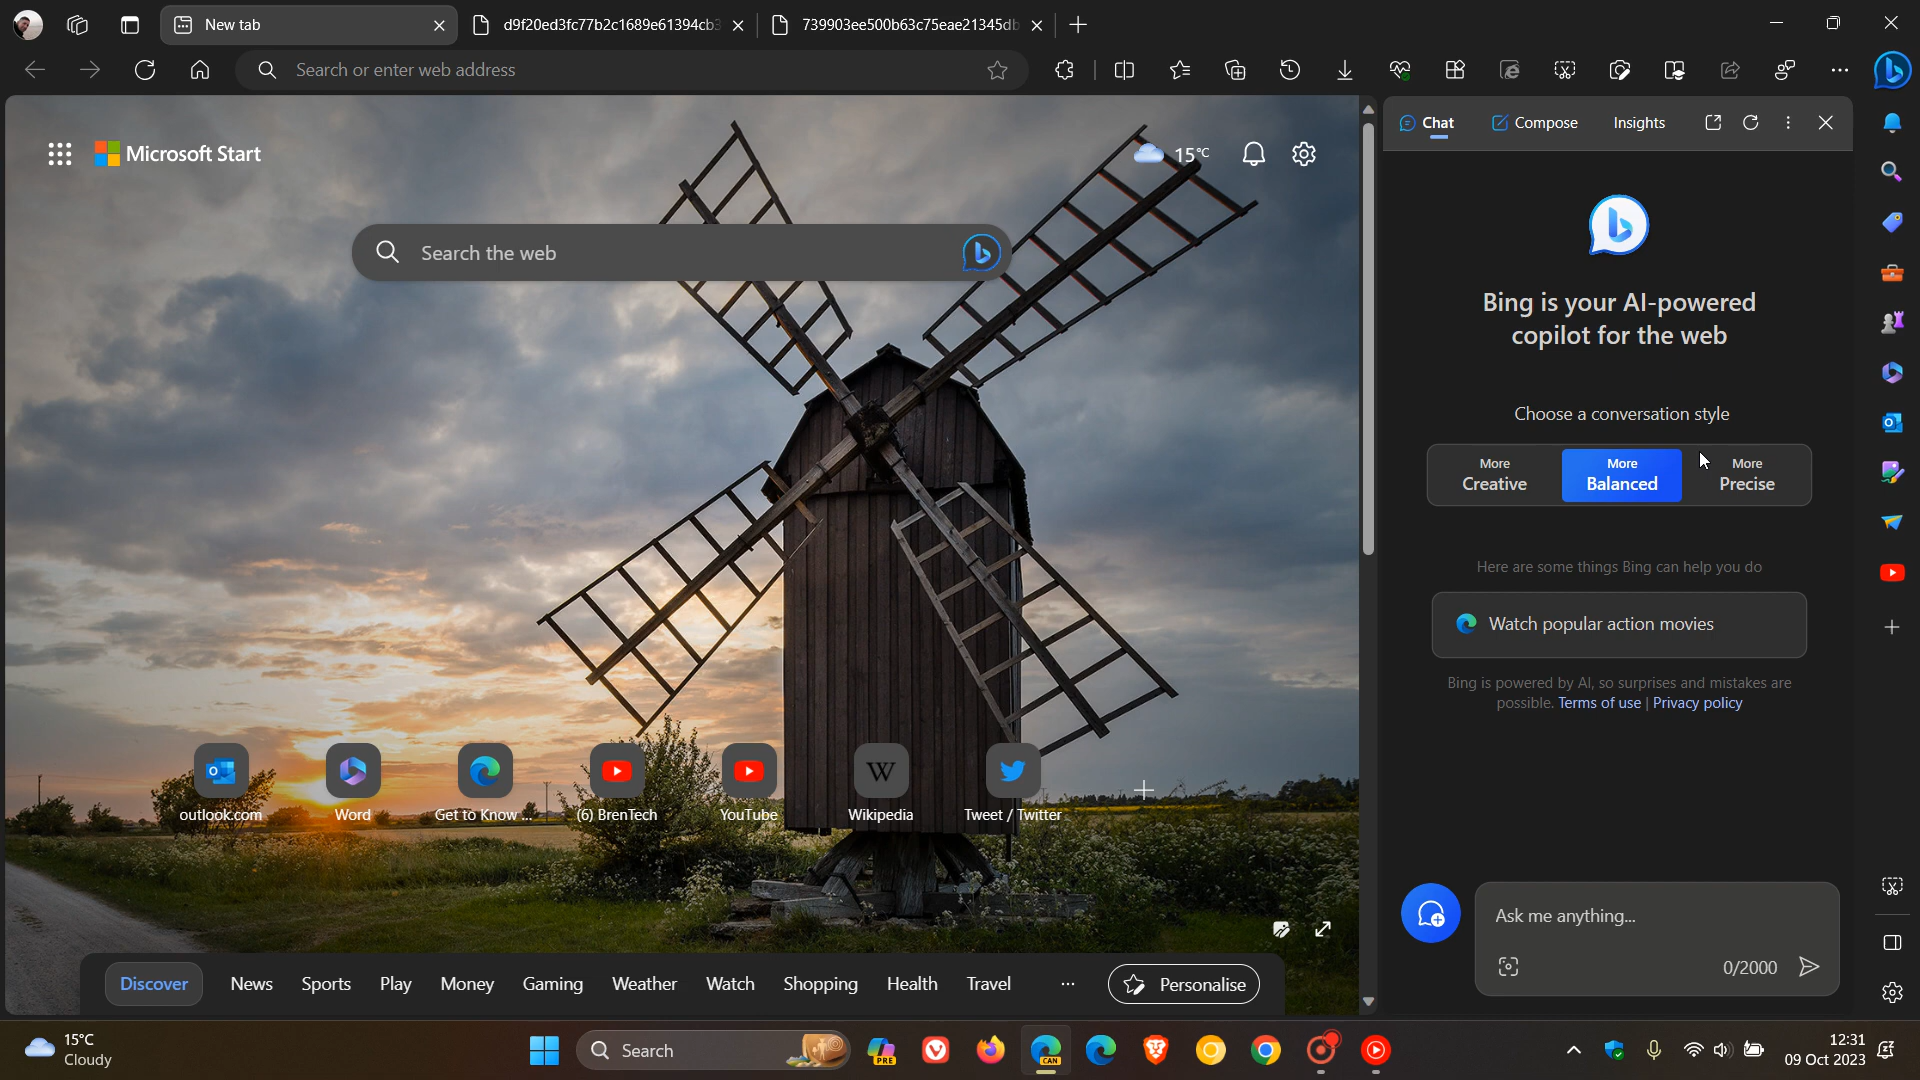 New tab
d9f20ed3fc77b2c1689e61394cb3
739903ee500b63c75eae21345db
Search or enter web address
Microsoft Start
15°C
Search the web
Chat
Compose
Insights
Bing is your AI-powered
copilot for the web
Choose a conversation style
More
Creative
More
Balanced
More
Precise
Here are some things Bing can help you do
Watch popular action movies
Bing is powered by AI, so surprises and mistakes are
possible. Terms of use | Privacy policy
outlook.com
Word
Get to Know ...
(6) BrenTech
YouTube
W
Wikipedia
Tweet / Twitter
Ask me anything...
0/2000
Discover
News
Sports
Play
Money
Gaming
Weather
Watch
Shopping
Health
Travel
...
Personalise
15°C
Cloudy
Search
PRE
CAN
12:31
09 Oct 2023